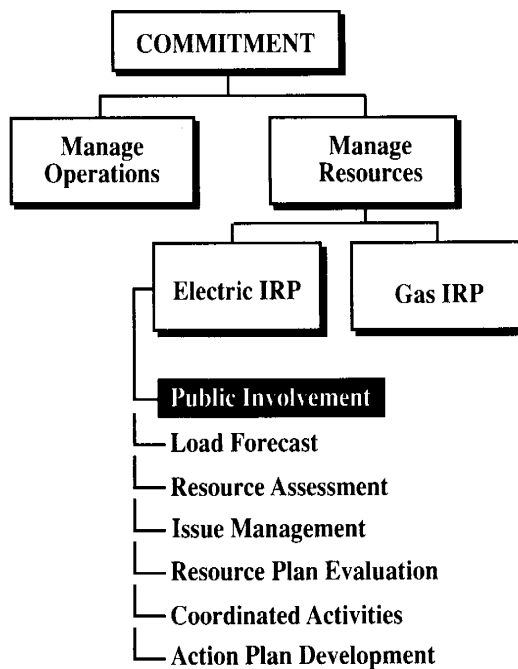 COMMITMENT
Manage
Operations
Manage
Resources
Electric IRP
Gas IRP
Public Involvement
Load Forecast
Resource Assessment
Issue Management
Resource Plan Evaluation
Coordinated Activities
Action Plan Development